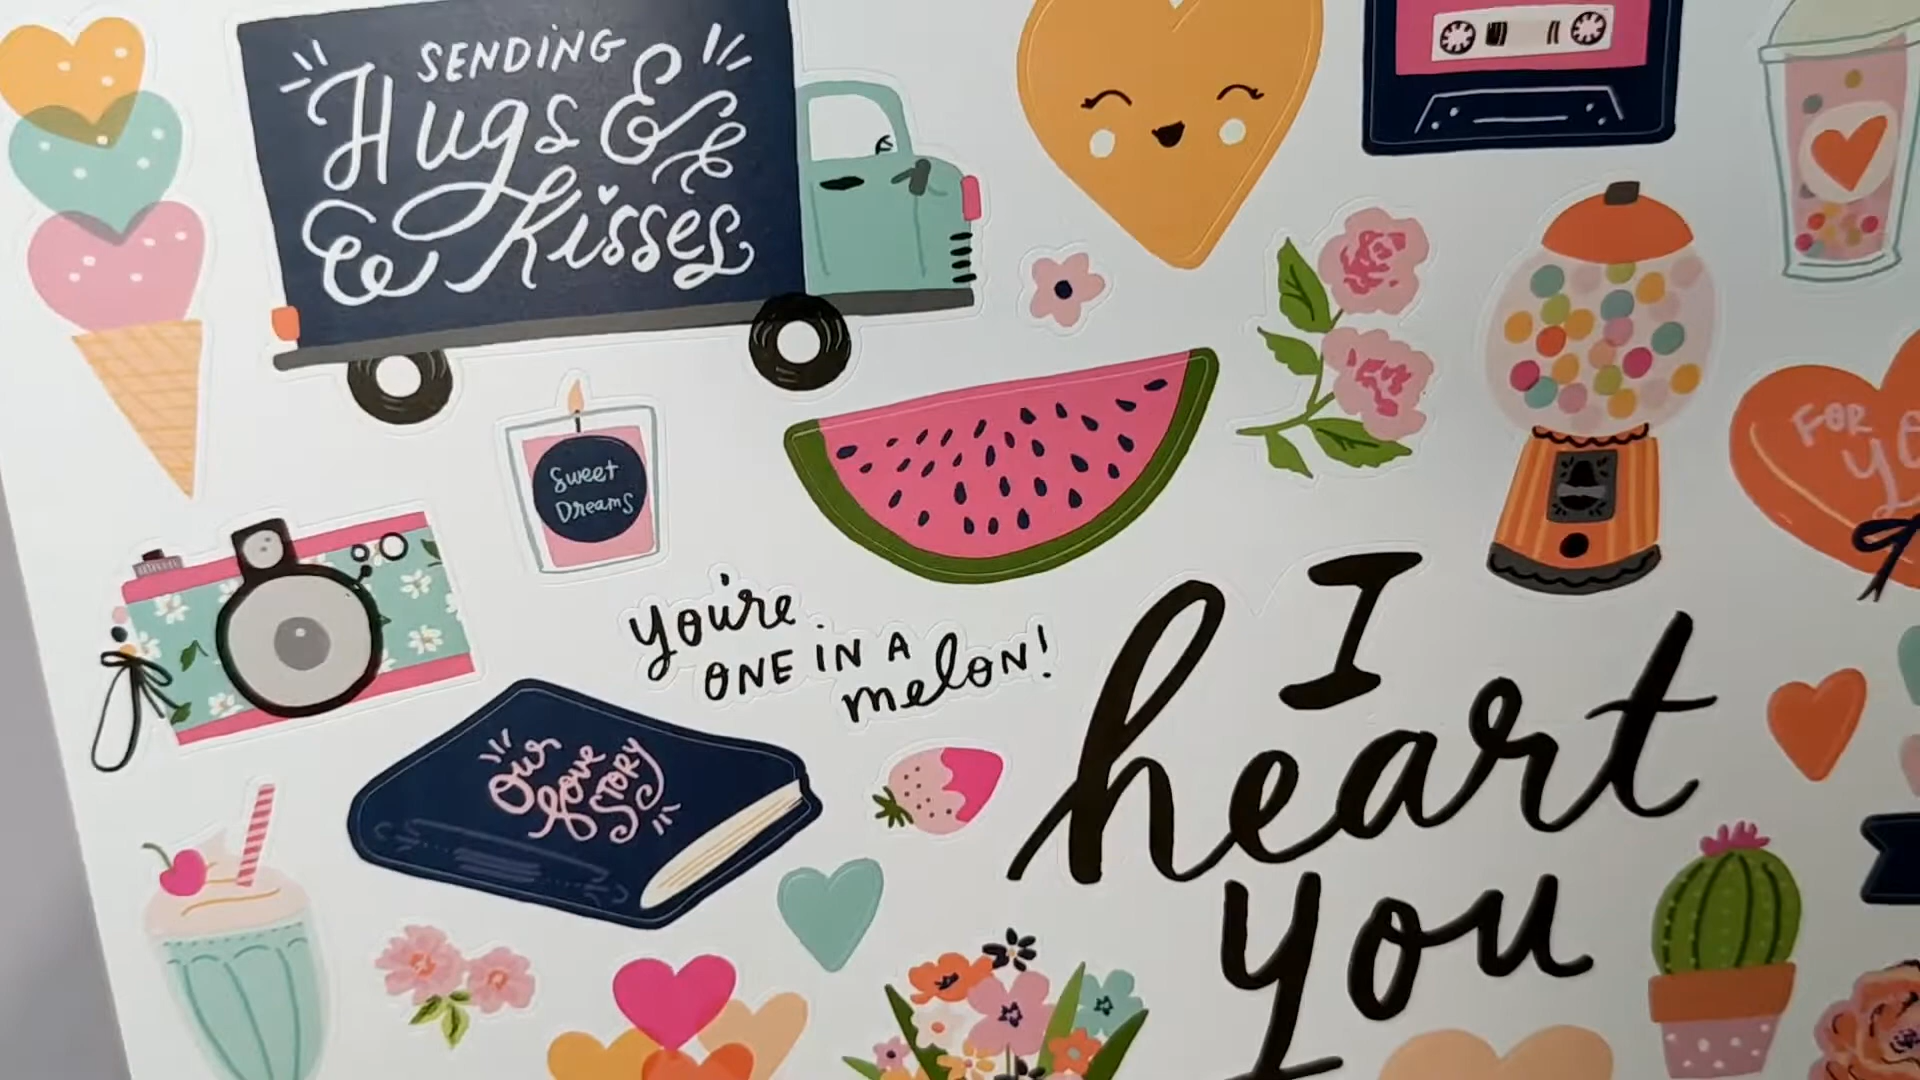 SENDING
Hugs &
Kisses
Sweet
Dreams
FOR
you're
ONE IN A
melon!
Our
love
STORY
I
heart
you